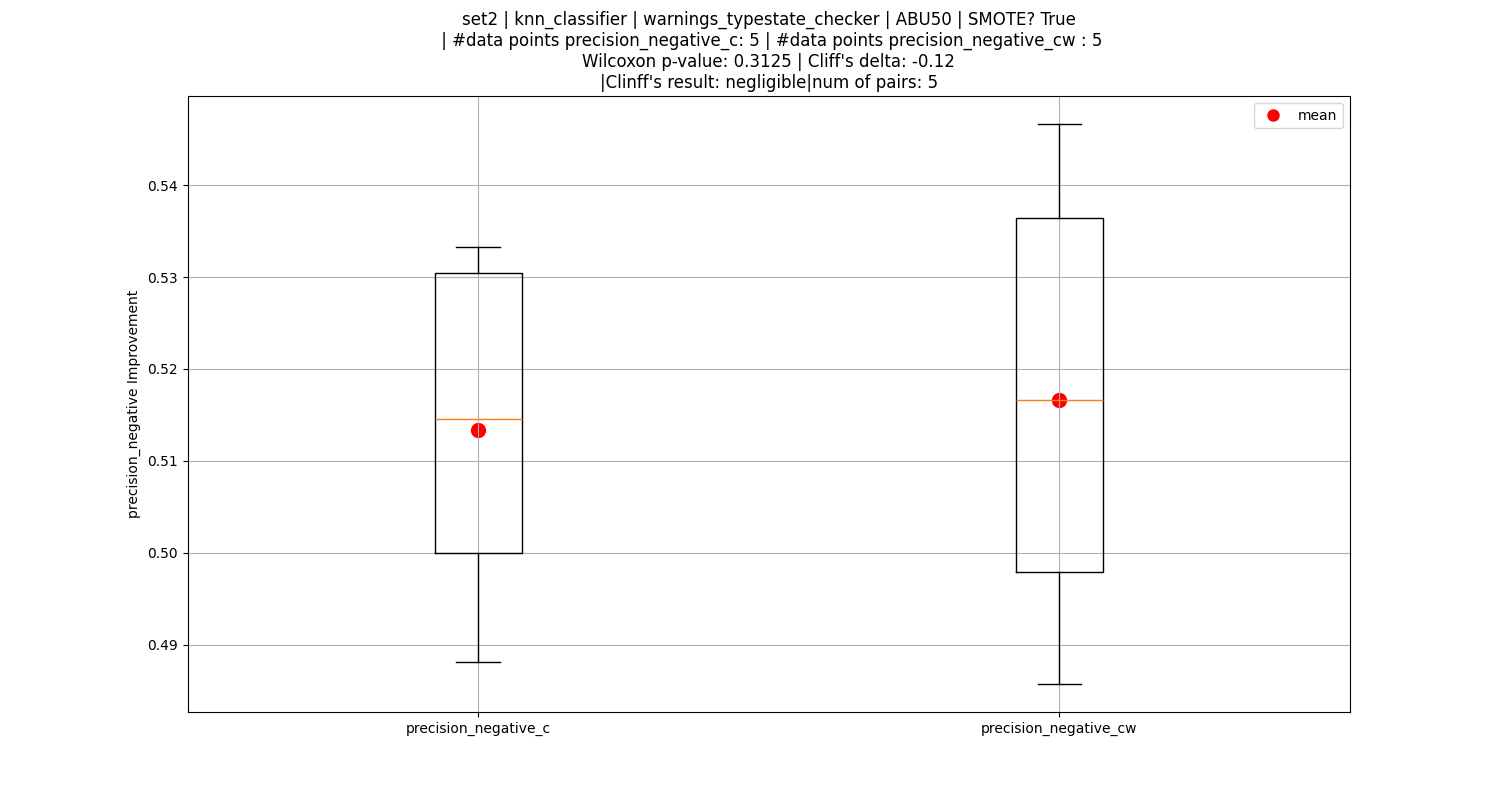 set2 | knn_classifier | warnings_typestate_checker | ABU50 | SMOTE? True
| #data points precision_negative_c: 5 | #data points precision_negative_cw : 5
Wilcoxon p-value: 0.3125 | Cliff's delta: -0.12
|Clinff's result: negligible|num of pairs: 5
mean
0.54
0.53
0.52
0.51
0.50
0.49
precision_negative Improvement
precision_negative_c
precision_negative_cw